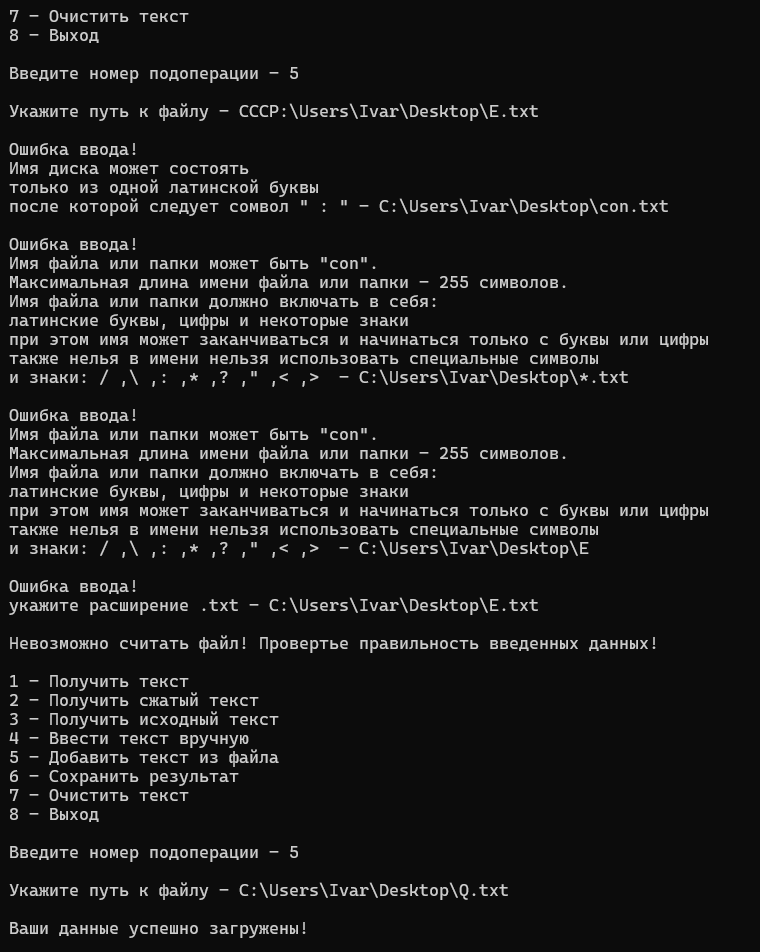 7 – Очистить текст
8 – Выход
Введите номер подоперации – 5
Укажите путь к файлу – СССР:\Users\Ivar\Desktop\E.txt
Ошибка ввода!
Имя диска может состоять
только из одной латинской буквы
после которой следует сомвол " : " – C:\Users\Ivar\Desktop\con.txt
Ошибка ввода!
Имя файла или папки может быть "con".
Максимальная длина имени файла или папки – 255 символов.
Имя файла или папки должно включать в себя:
латинские буквы, цифры и некоторые знаки
при этом имя может заканчиваться и начинаться только с буквы или цифры
также нелья в имени нельзя использовать специальные символы
и знаки: / ,\ ,: ,* ,? ," ,< ,>  – C:\Users\Ivar\Desktop\*.txt
Ошибка ввода!
Имя файла или папки может быть "con".
Максимальная длина имени файла или папки – 255 символов.
Имя файла или папки должно включать в себя:
латинские буквы, цифры и некоторые знаки
при этом имя может заканчиваться и начинаться только с буквы или цифры
также нелья в имени нельзя использовать специальные символы
и знаки: / ,\ ,: ,* ,? ," ,< ,>  – C:\Users\Ivar\Desktop\E
Ошибка ввода!
укажите расширение .txt – C:\Users\Ivar\Desktop\E.txt
Невозможно считать файл! Провертье правильность введенных данных!
1 – Получить текст
2 – Получить сжатый текст
3 – Получить исходный текст
4 – Ввести текст вручную
5 – Добавить текст из файла
6 – Сохранить результат
7 – Очистить текст
8 – Выход
Введите номер подоперации – 5
Укажите путь к файлу – C:\Users\Ivar\Desktop\Q.txt
Ваши данные успешно загружены!